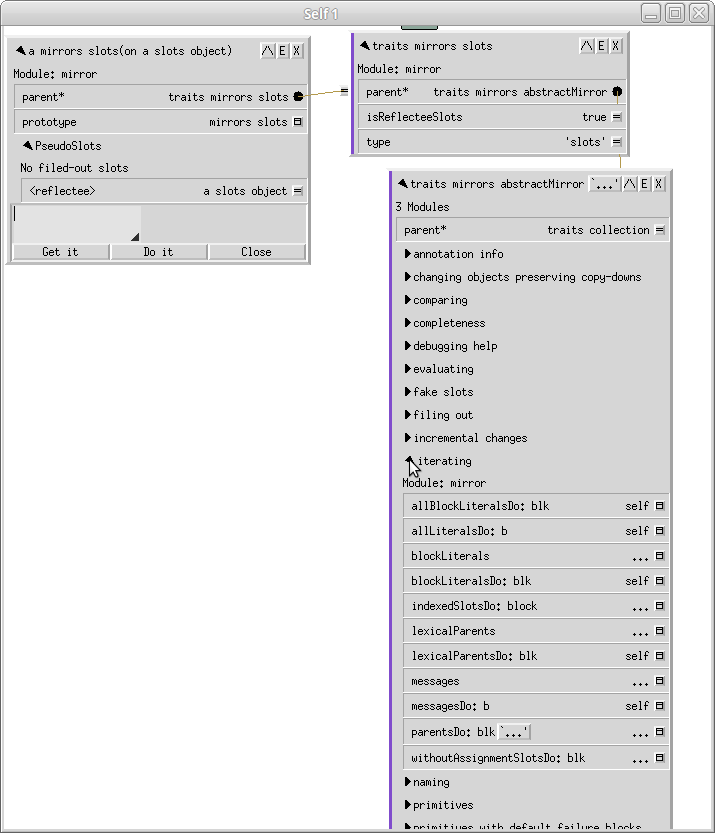 Self 1
a mirrors slots(on a slots object) /\ E X
Module: mirror
parent* traits mirrors slots
prototype mirrors slots
PseudoSlots
No filed-out slots
<reflectee> a slots object
Get it Do it Close
traits mirrors slots /\ E X
Module: mirror
parent* traits mirrors abstractMirror
isReflecteeSlots true
type 'slots'
traits mirrors abstractMirror `...' /\ E X
3 Modules
parent* traits collection
annotation info
changing objects preserving copy-downs
comparing
completeness
debugging help
evaluating
fake slots
filing out
incremental changes
iterating
Module: mirror
allBlockLiteralsDo: blk self
allLiteralsDo: b self
blockLiterals ...
blockLiteralsDo: blk self
indexedSlotsDo: block ...
lexicalParents ...
lexicalParentsDo: blk self
messages ...
messagesDo: b self
parentsDo: blk `...' ...
withoutAssignmentSlotsDo: blk ...
naming
primitives
primitives with default failure blocks